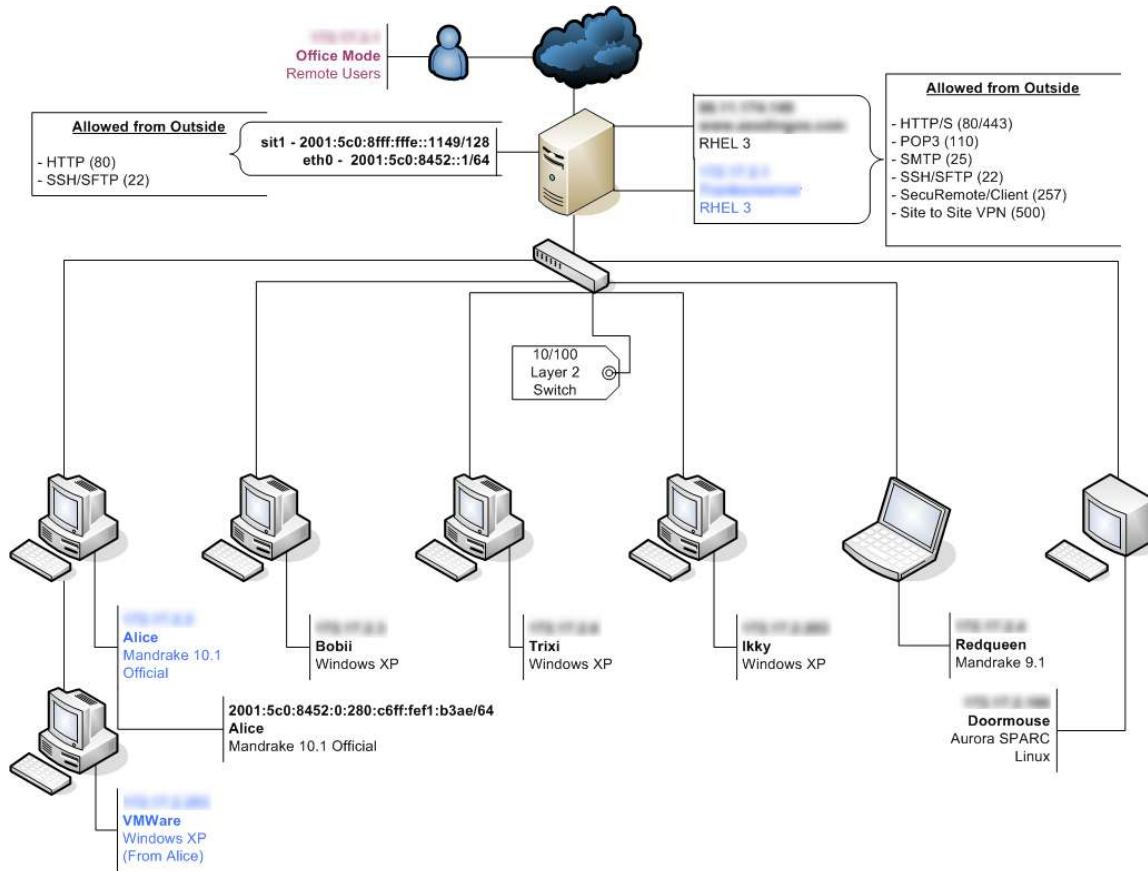 Office Mode
Remote Users
Allowed from Outside
- HTTP (80)
- SSH/SFTP (22)
sit1 - 2001:5c0:8fff:fffe::1149/128
eth0 - 2001:5c0:8452::1/64
RHEL 3
RHEL 3
Allowed from Outside
- HTTP/S (80/443)
- POP3 (110)
- SMTP (25)
- SSH/SFTP (22)
- SecuRemote/Client (257)
- Site to Site VPN (500)
10/100
Layer 2
Switch
Alice
Mandrake 10.1
Official
Bobii
Windows XP
Trixi
Windows XP
Ikky
Windows XP
Redqueen
Mandrake 9.1
2001:5c0:8452:0:280:c6ff:fef1:b3ae/64
Alice
Mandrake 10.1 Official
Doormouse
Aurora SPARC
Linux
VMWare
Windows XP
(From Alice)